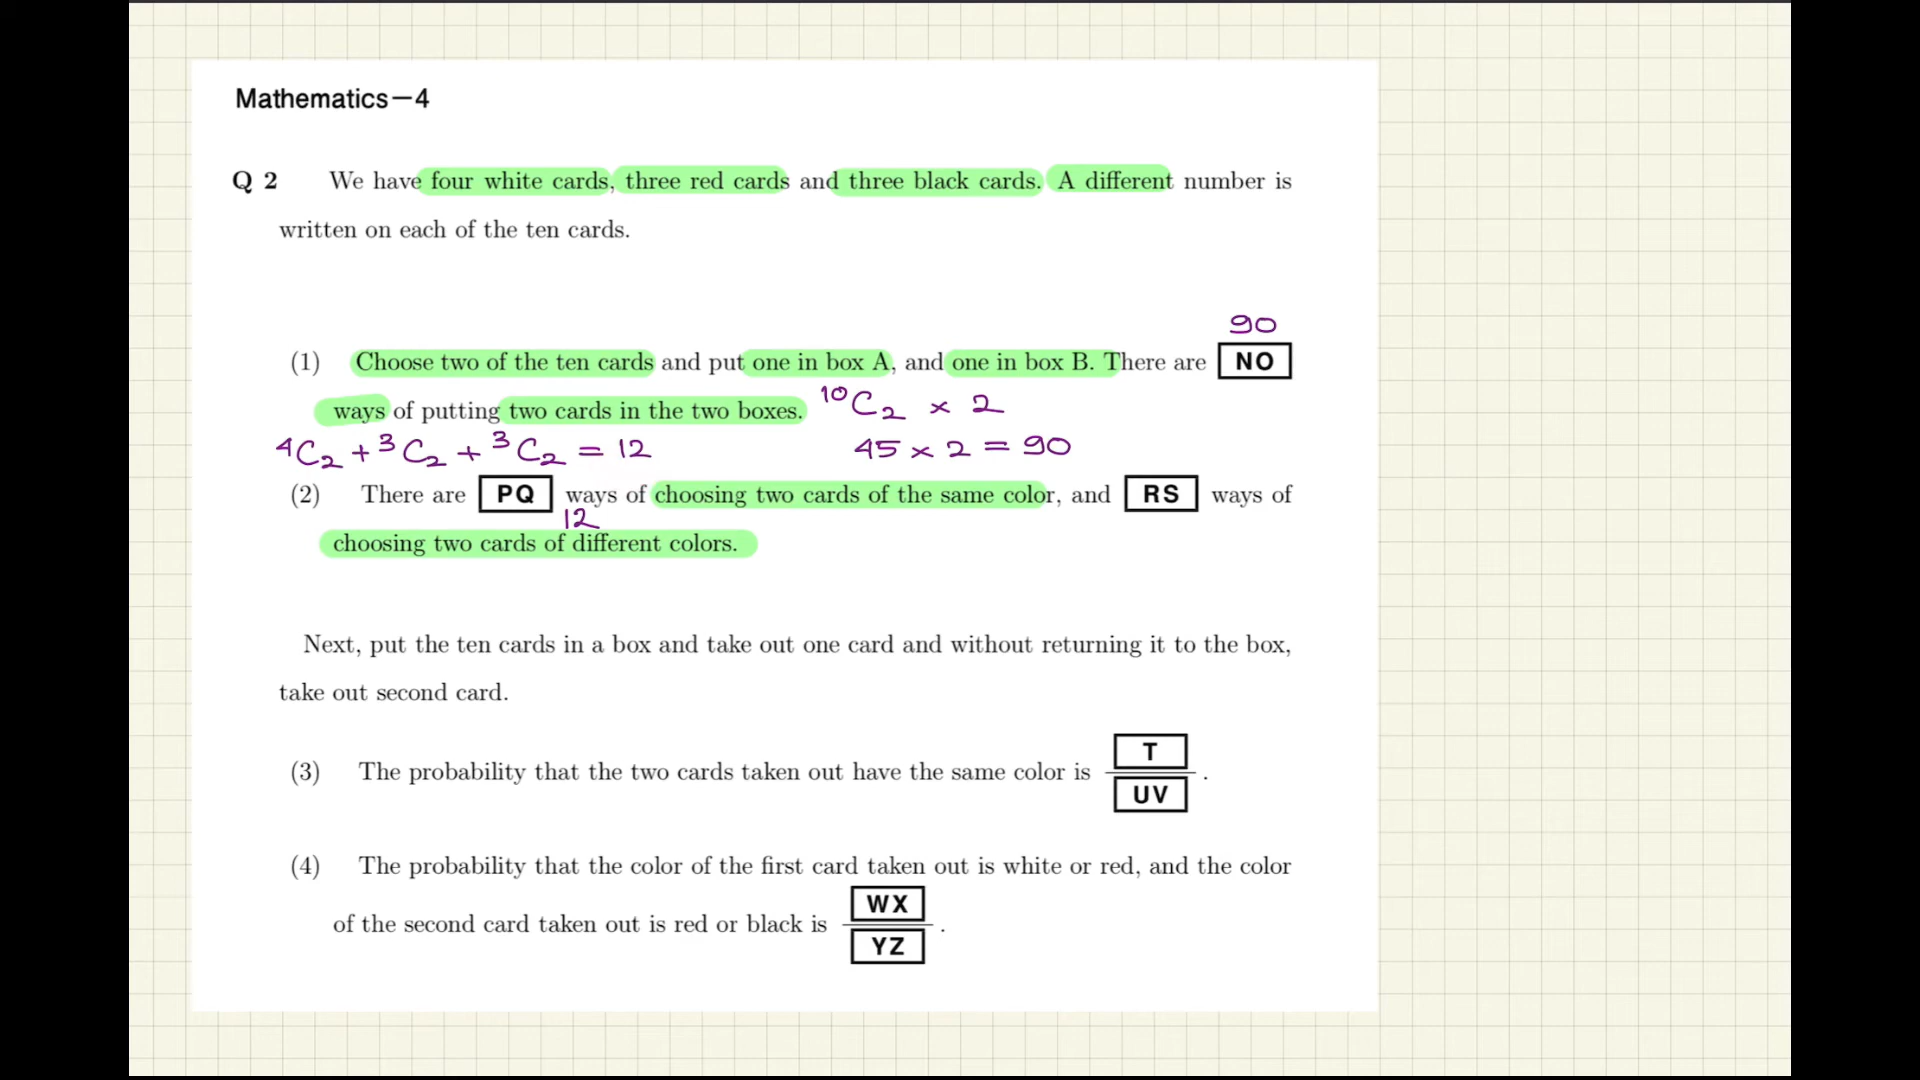 Mathematics—4
Q 2 We have four white cards, three red cards and three black cards. A different number is
written on each of the ten cards.
90
(1) Choose two of the ten cards and put one in box A, and one in box B. There are NO
ways of putting two cards in the two boxes. ¹⁰C₂ × 2
⁴C₂ + ³C₂ + ³C₂ = 12 45 × 2 = 90
(2) There are PQ ways of choosing two cards of the same color, and RS ways of
12
choosing two cards of different colors.
Next, put the ten cards in a box and take out one card and without returning it to the box,
take out second card.
(3) The probability that the two cards taken out have the same color is T
UV .
(4) The probability that the color of the first card taken out is white or red, and the color
of the second card taken out is red or black is WX
YZ .